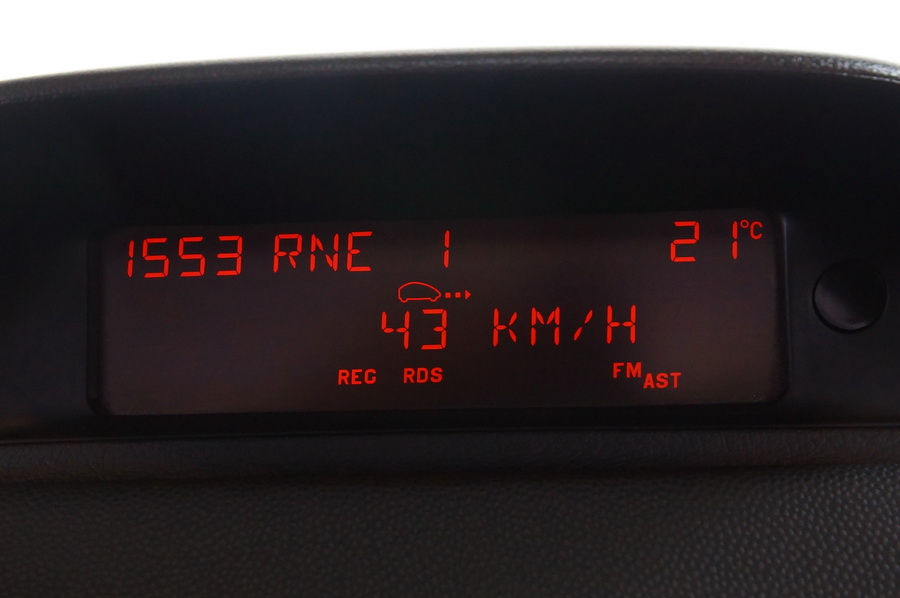 1553 RNE 1 21°C
43 KM/H
REG RDS FM AST